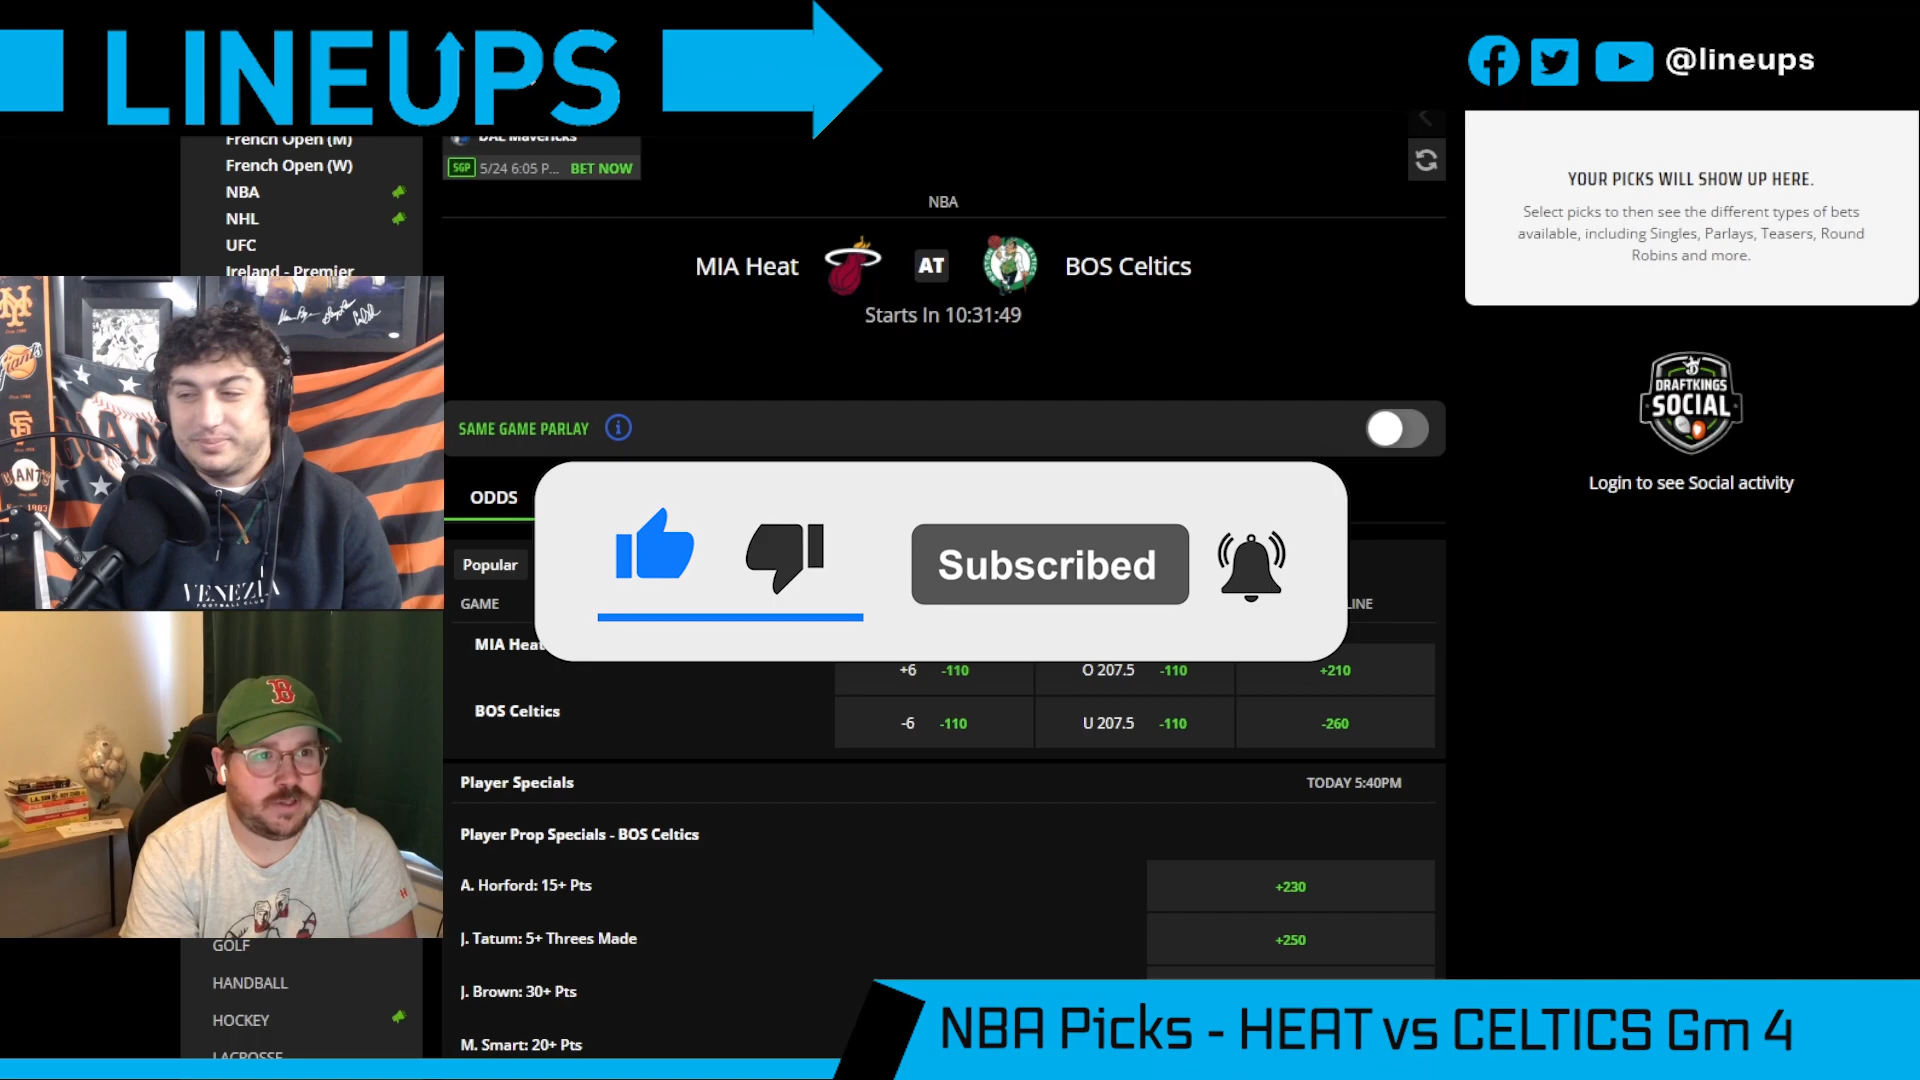 LINEUPS
@lineups
French Open (M)
French Open (W)
NBA
NHL
UFC
Ireland - Premier
DAL Mavericks
SGP 5/24 6:05 P... BET NOW
NBA
MIA Heat AT BOS Celtics
Starts In 10:31:49
YOUR PICKS WILL SHOW UP HERE.
Select picks to then see the different types of bets
available, including Singles, Parlays, Teasers, Round
Robins and more.
DRAFTKINGS
SOCIAL
Login to see Social activity
SAME GAME PARLAY
ODDS
Popular
GAME
Subscribed
MIA Heat
+6 -110 O 207.5 -110 +210
BOS Celtics
-6 -110 U 207.5 -110 -260
Player Specials TODAY 5:40PM
Player Prop Specials - BOS Celtics
A. Horford: 15+ Pts +230
J. Tatum: 5+ Threes Made +250
J. Brown: 30+ Pts
M. Smart: 20+ Pts
GIANTS
VENEZIA
FOOTBALL CLUB
B
GOLF
HANDBALL
HOCKEY
LACROSSE
NBA Picks - HEAT vs CELTICS Gm 4